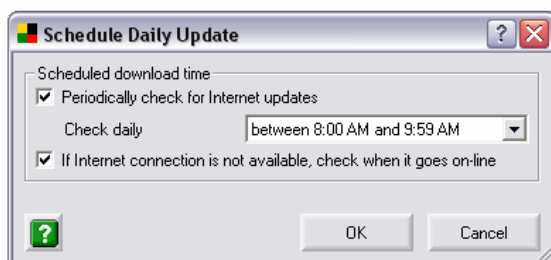 Schedule Daily Update
Scheduled download time
Periodically check for Internet updates
Check daily between 8:00 AM and 9:59 AM
If Internet connection is not available, check when it goes on-line
? OK Cancel